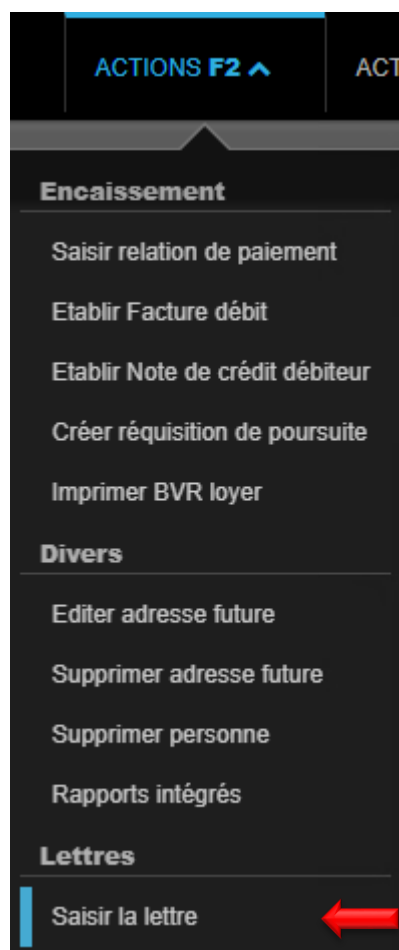 ACTIONS F2 ACT
Encaissement
Saisir relation de paiement
Etablir Facture débit
Etablir Note de crédit débiteur
Créer réquisition de poursuite
Imprimer BVR loyer
Divers
Editer adresse future
Supprimer adresse future
Supprimer personne
Rapports intégrés
Lettres
Saisir la lettre